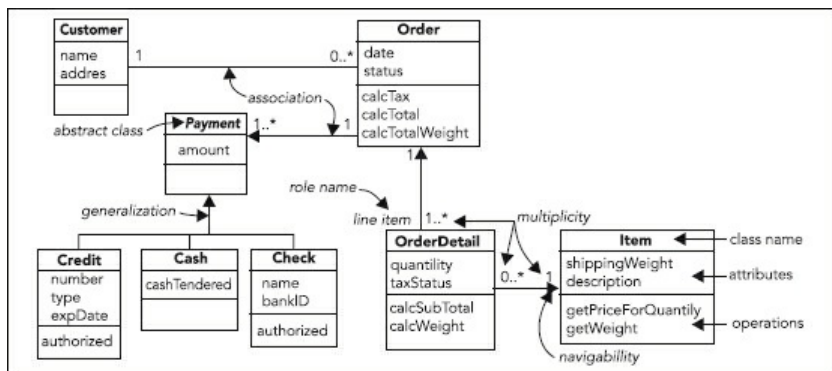 Customer
name
addres
1
0..*
Order
date
status
calcTax
calcTotal
calcTotalWeight
association
abstract class
Payment
amount
1..*
1
1
generalization
role name
line item
1..*
multiplicity
Credit
number
type
expDate
authorized
Cash
cashTendered
Check
name
bankID
authorized
OrderDetail
quantility
taxStatus
calcSubTotal
calcWeight
0..*
1
Item
shippingWeight
description
getPriceForQuantily
getWeight
class name
attributes
operations
navigabillity